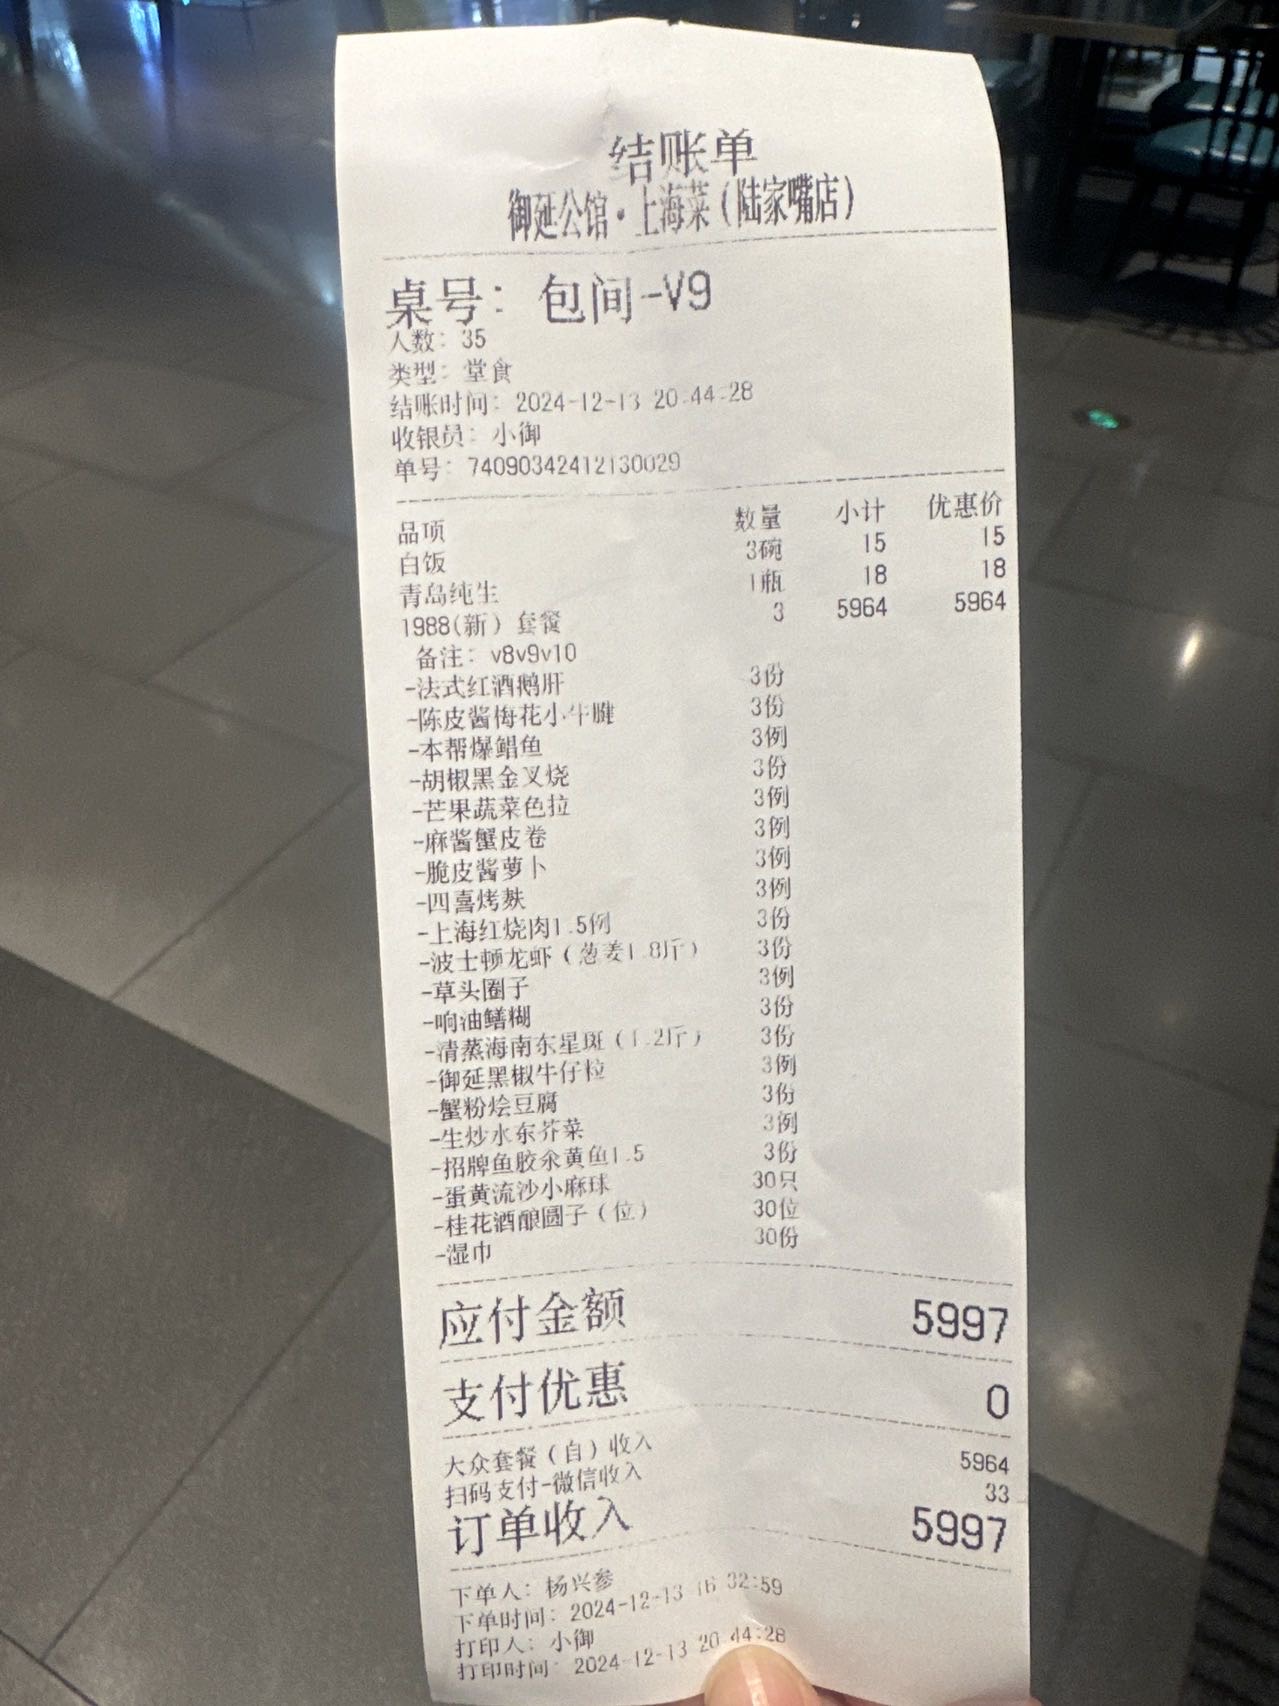 结账单
御延公馆·上海菜(陆家嘴店)
桌号: 包间-V9
人数: 35
类型: 堂食
结账时间: 2024-12-13 20:44:28
收银员: 小御
单号: 74090342412130029
品项 数量 小计 优惠价
白饭 3碗 15 15
青岛纯生 1瓶 18 18
1988(新) 套餐 3 5964 5964
备注: v8v9v10
-法式红酒鹅肝 3份
-陈皮酱梅花小牛腱 3份
-本帮爆鲳鱼 3例
-胡椒黑金叉烧 3份
-芒果蔬菜色拉 3例
-麻酱蟹皮卷 3例
-脆皮酱萝卜 3例
-四喜烤麸 3例
-上海红烧肉1.5例 3份
-波士顿龙虾(葱姜1.8斤) 3份
-草头圈子 3例
-响油鳝糊 3份
-清蒸海南东星斑(1.2斤) 3份
-御延黑椒牛仔粒 3例
-蟹粉烩豆腐 3份
-生炒水东芥菜 3例
-招牌鱼胶汆黄鱼1.5 3份
-蛋黄流沙小麻球 30只
-桂花酒酿圆子(位) 30位
-湿巾 30份
应付金额 5997
支付优惠 0
大众套餐(自)收入 5964
扫码支付-微信收入 33
订单收入 5997
下单人: 杨兴参
下单时间: 2024-12-13 16:32:59
打印人: 小御
打印时间: 2024-12-13 20:44:28